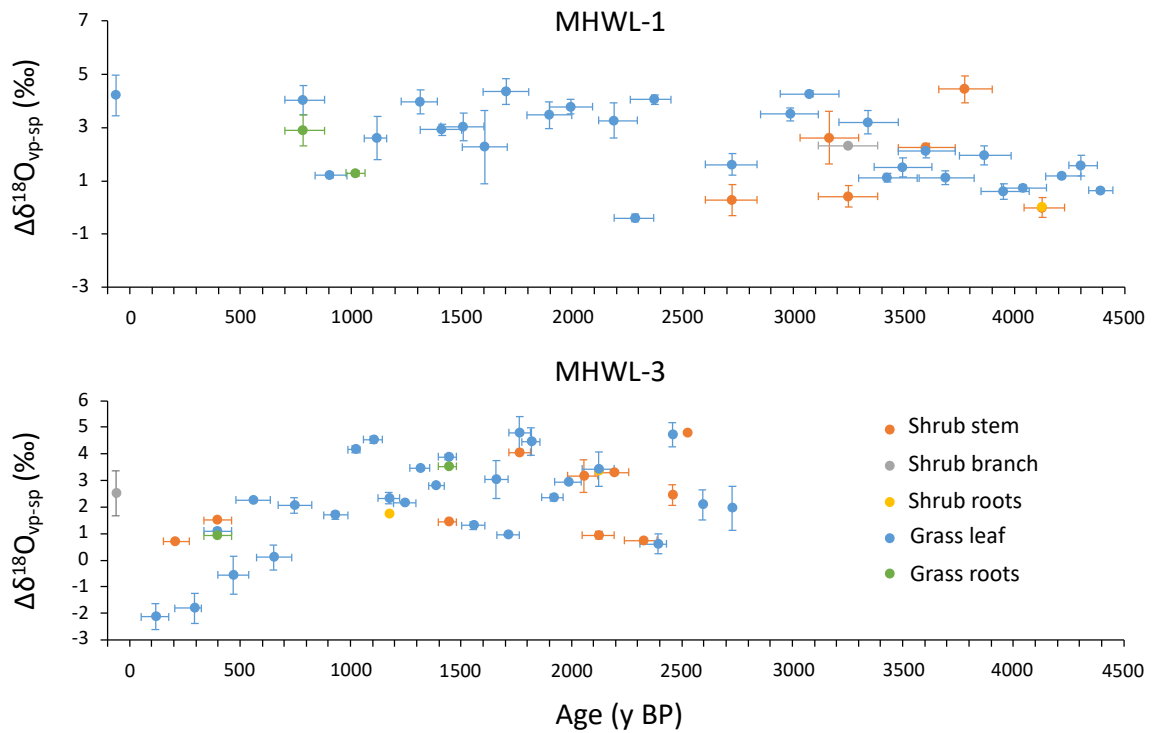 MHWL-1
Δδ¹⁸Ovp-sp (‰)
7
5
3
1
-1
-3
0 500 1000 1500 2000 2500 3000 3500 4000 4500
MHWL-3
Δδ¹⁸Ovp-sp (‰)
6
5
4
3
2
1
0
-1
-2
-3
Shrub stem
Shrub branch
Shrub roots
Grass leaf
Grass roots
0 500 1000 1500 2000 2500 3000 3500 4000 4500
Age (y BP)